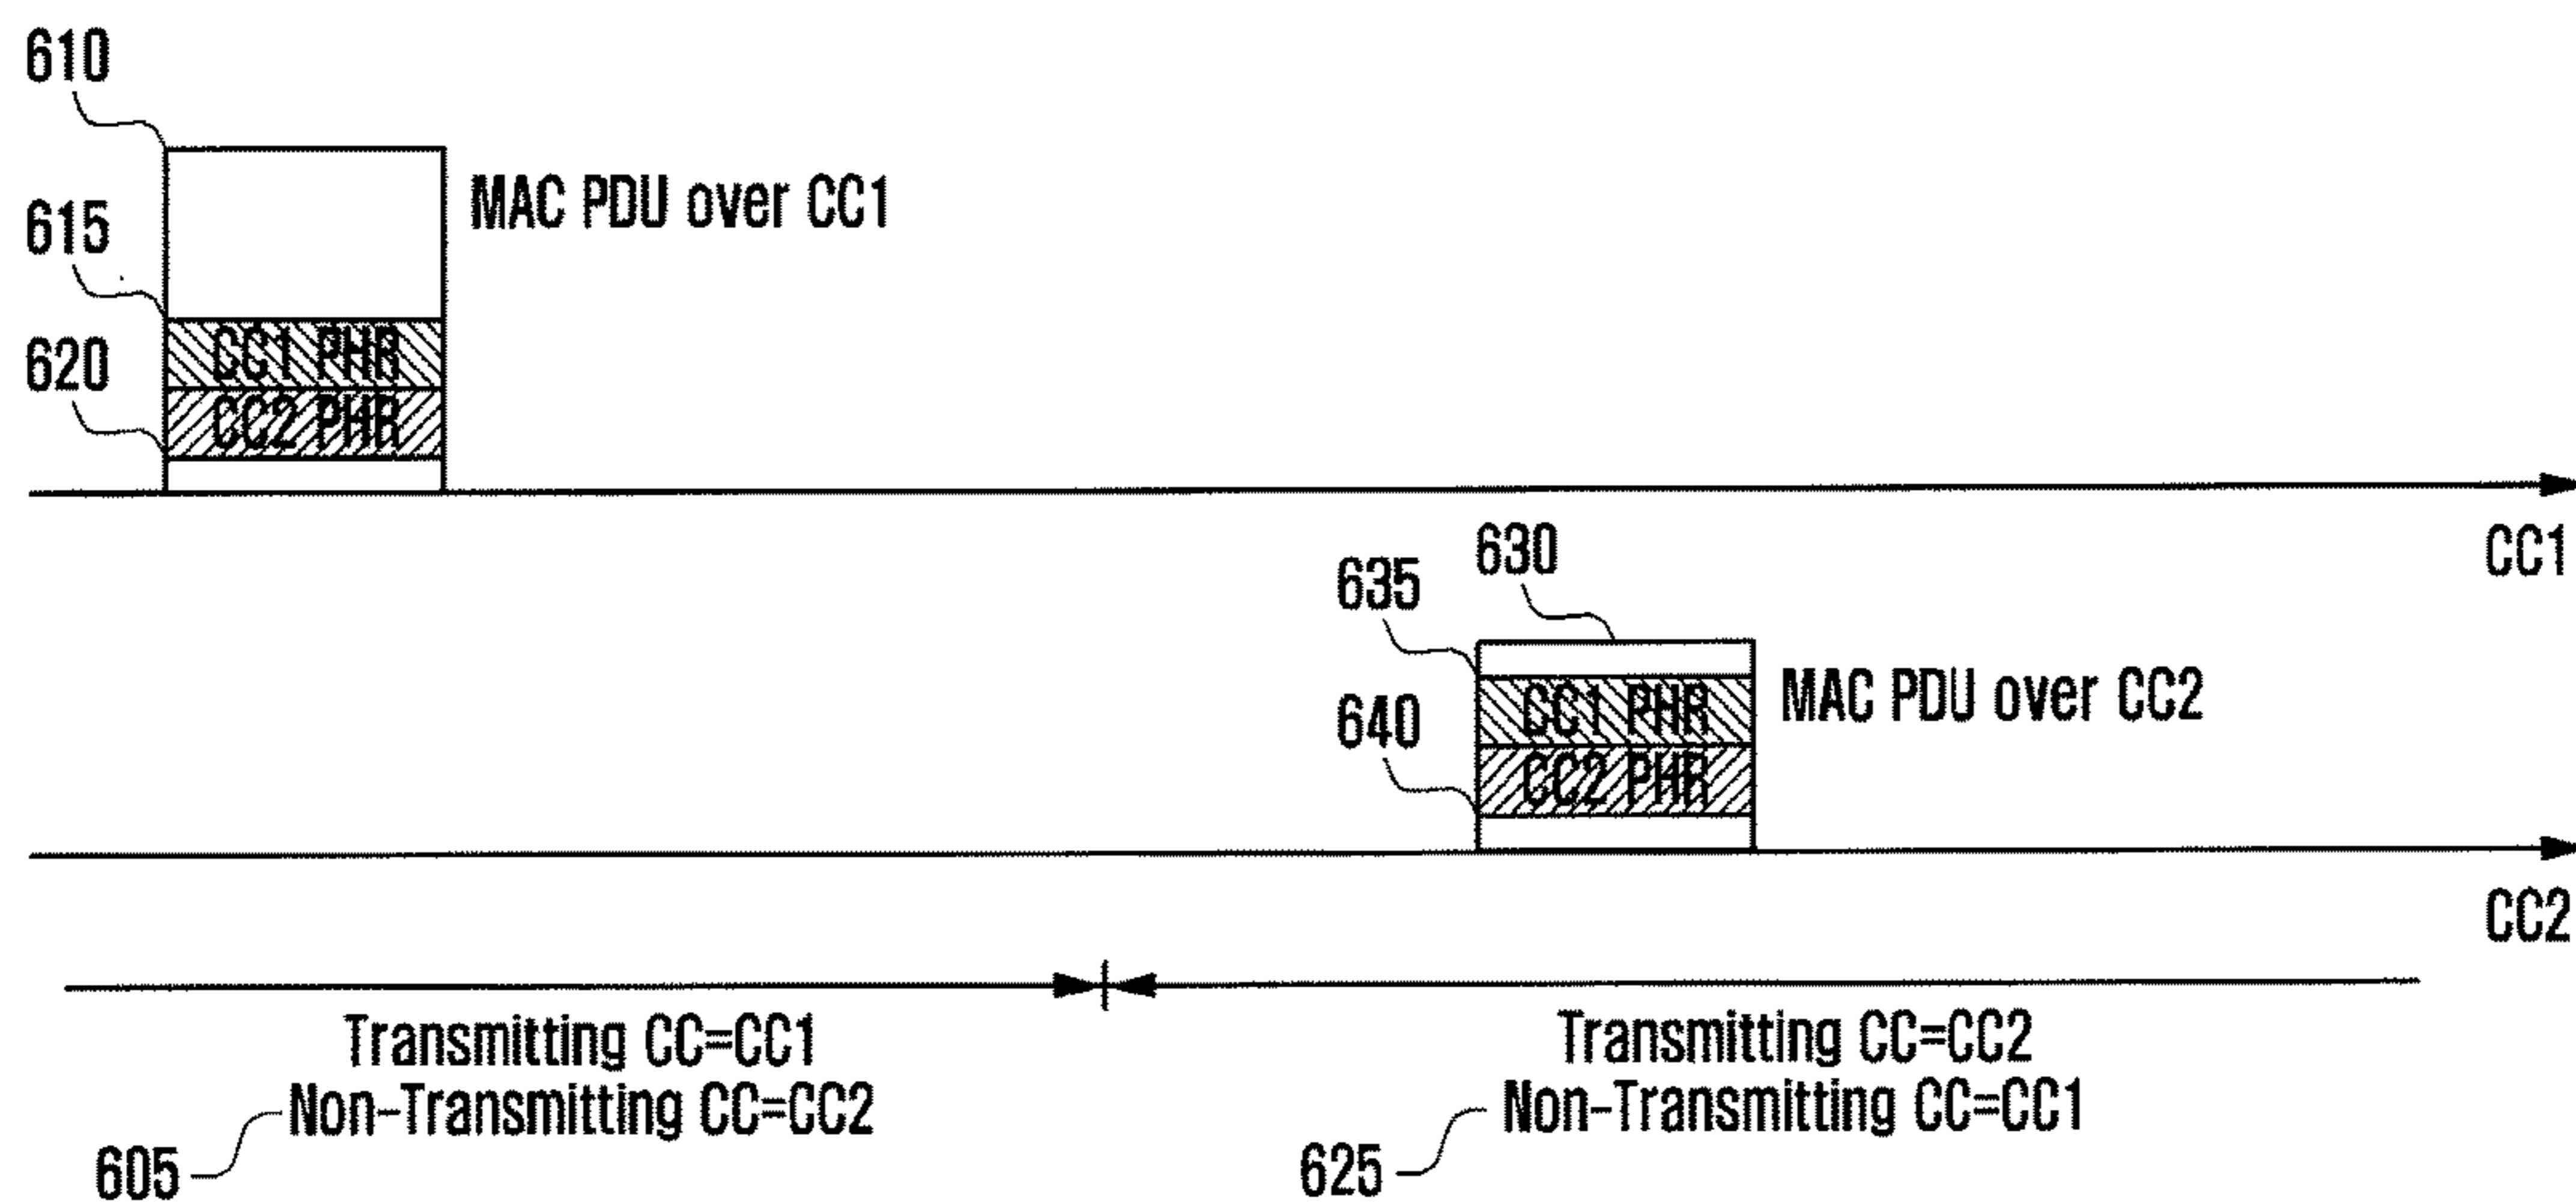 610
MAC PDU over CC1
615
CC1 PHR
620
CC2 PHR
CC1
630
635
CC1 PHR
MAC PDU over CC2
640
CC2 PHR
CC2
Transmitting CC=CC1
Non-Transmitting CC=CC2
605
Transmitting CC=CC2
Non-Transmitting CC=CC1
625